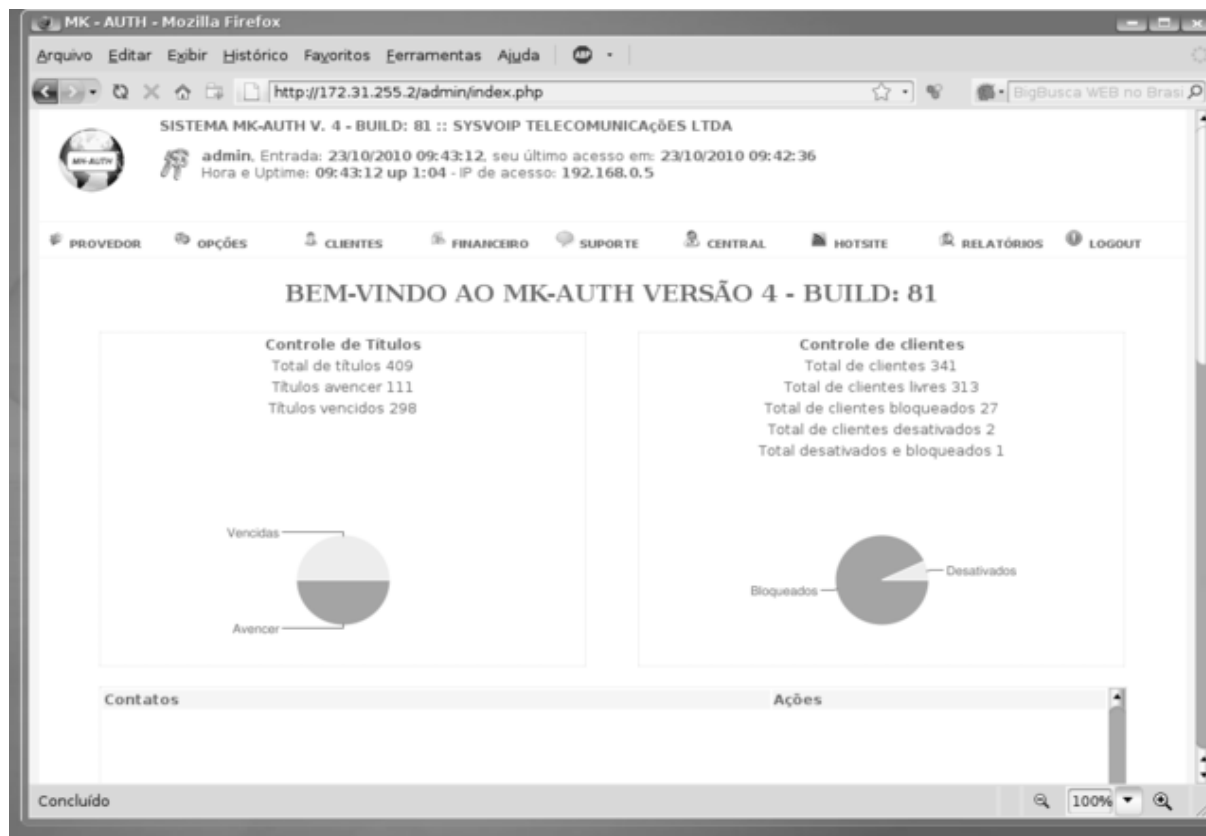 MK - AUTH - Mozilla Firefox
Arquivo Editar Exibir Histórico Favoritos Ferramentas Ajuda ABP
http://172.31.255.2/admin/index.php BigBusca WEB no Brasi
SISTEMA MK-AUTH V. 4 - BUILD: 81 :: SYSVOIP TELECOMUNICAçõES LTDA
MK-AUTH
admin, Entrada: 23/10/2010 09:43:12, seu último acesso em: 23/10/2010 09:42:36
Hora e Uptime: 09:43:12 up 1:04 - IP de acesso: 192.168.0.5
PROVEDOR OPÇÕES CLIENTES FINANCEIRO SUPORTE CENTRAL HOTSITE RELATÓRIOS LOGOUT
BEM-VINDO AO MK-AUTH VERSÃO 4 - BUILD: 81
Controle de Títulos
Total de títulos 409
Títulos avencer 111
Títulos vencidos 298
Vencidas
Avencer
Controle de clientes
Total de clientes 341
Total de clientes livres 313
Total de clientes bloqueados 27
Total de clientes desativados 2
Total desativados e bloqueados 1
Desativados
Bloqueados
Contatos Ações
Concluído 100%